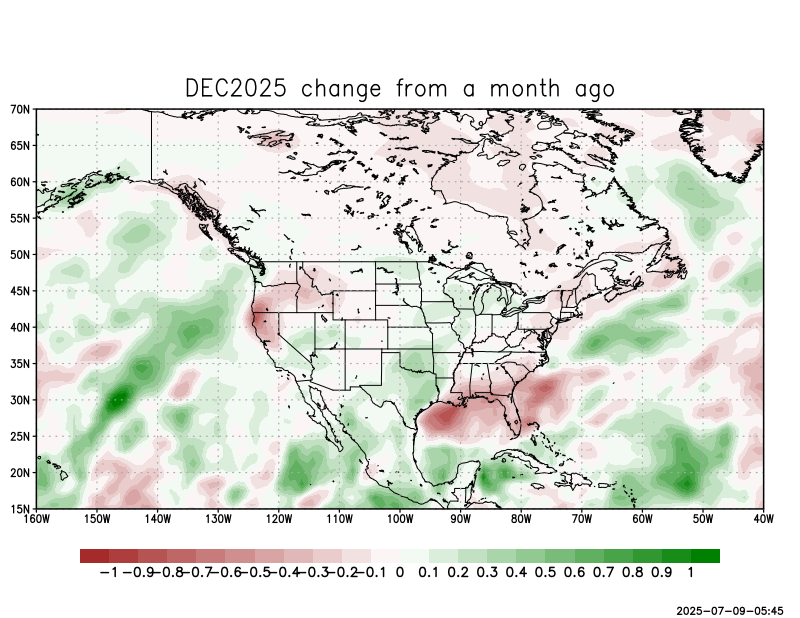 DEC2025 change from a month ago
70N
65N
60N
55N
50N
45N
40N
35N
30N
25N
20N
15N
160W 150W 140W 130W 120W 110W 100W 90W 80W 70W 60W 50W 40W
-1 -0.9 -0.8 -0.7 -0.6 -0.5 -0.4 -0.3 -0.2 -0.1 0 0.1 0.2 0.3 0.4 0.5 0.6 0.7 0.8 0.9 1
2025-07-09-05:45